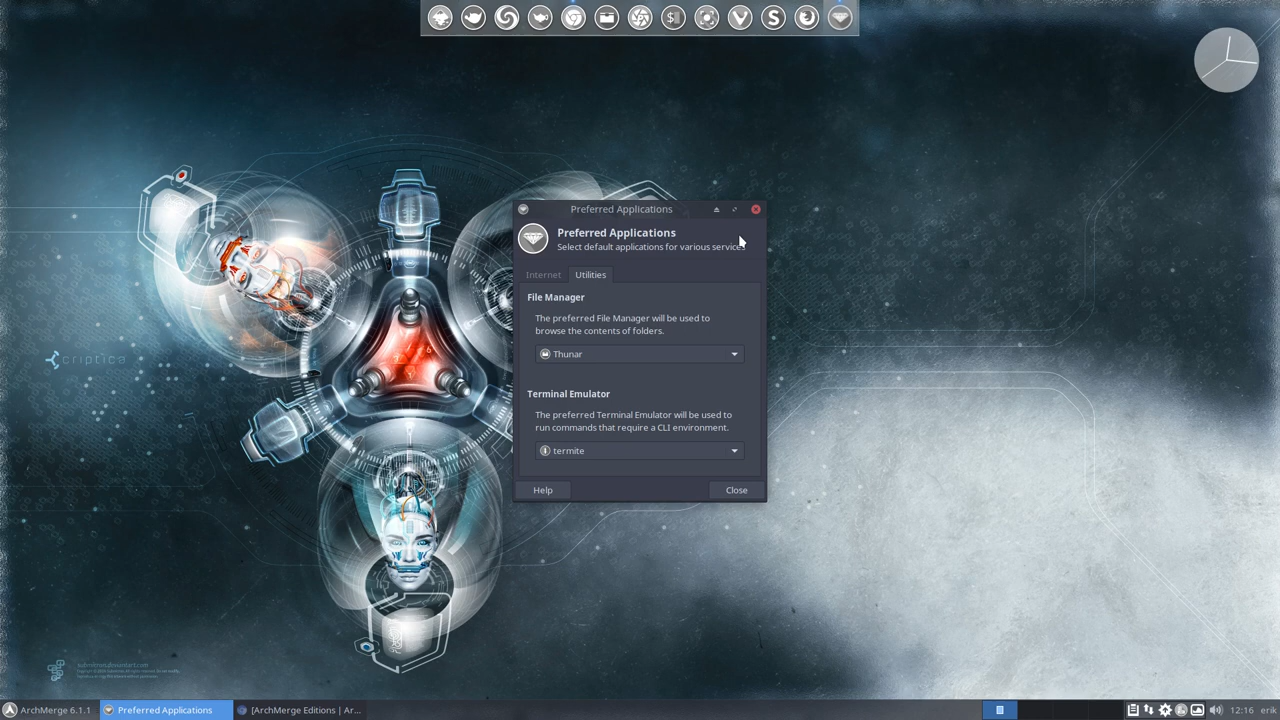 Preferred Applications
Preferred Applications
Select default applications for various services
Internet
Utilities
File Manager
The preferred File Manager will be used to
browse the contents of folders.
Thunar
Terminal Emulator
The preferred Terminal Emulator will be used to
run commands that require a CLI environment.
termite
Help
Close
criptica
ArchMerge 6.1.1
Preferred Applications
[ArchMerge Editions | Ar...
12:16
erik